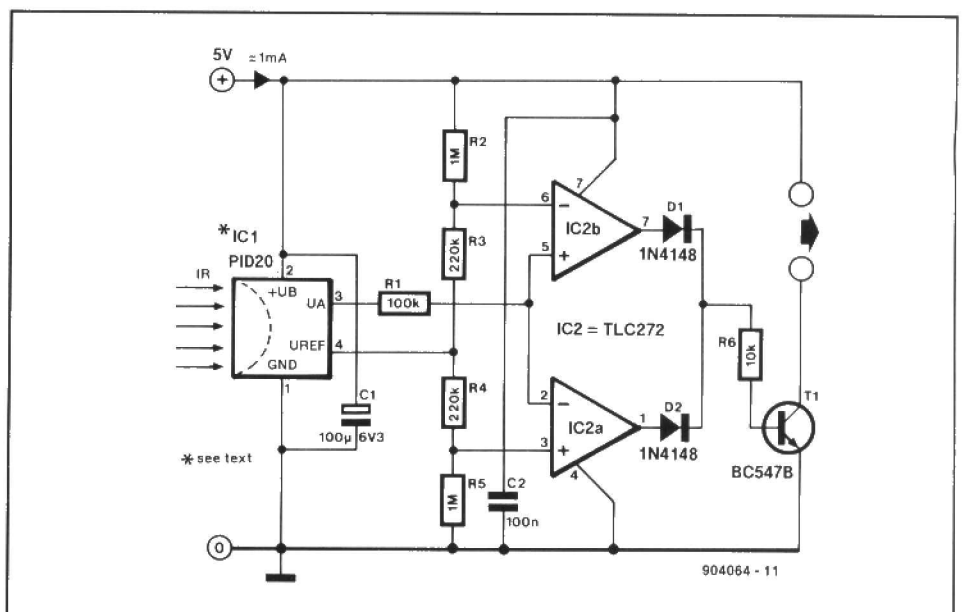 5V
≈1mA
+
R2
1M
7
6
−
IC2b
5
+
7
D1
1N4148
R3
220k
*IC1
PID20
2
IR
+UB
UA
3
R1
100k
UREF
4
GND
1
IC2 = TLC272
R6
10k
R4
220k
C1
100µ 6V3
2
−
IC2a
3
+
1
4
D2
1N4148
T1
BC547B
* see text
R5
1M
C2
100n
0
904064 - 11